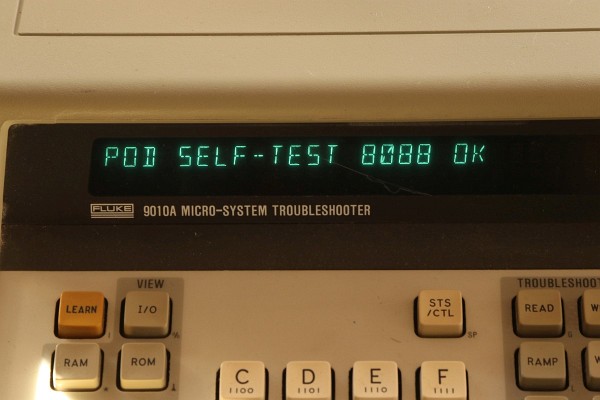 POD SELF-TEST 8088 OK
FLUKE 9010A MICRO-SYSTEM TROUBLESHOOTER
VIEW
TROUBLESHOOT
LEARN I/O STS/CTL READ
RAM ROM RAMP
C D E F
1100 1101 1110 1111
SP